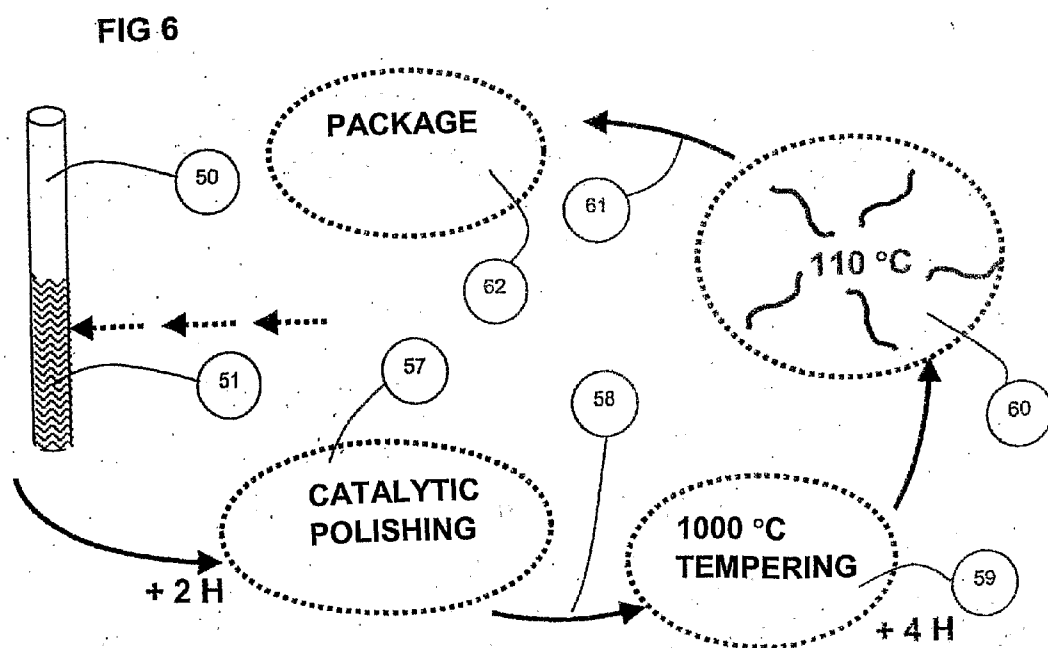 FIG 6
PACKAGE
50
61
110 °C
62
51
57
58
60
CATALYTIC
POLISHING
1000 °C
TEMPERING
59
+ 2 H
+ 4 H